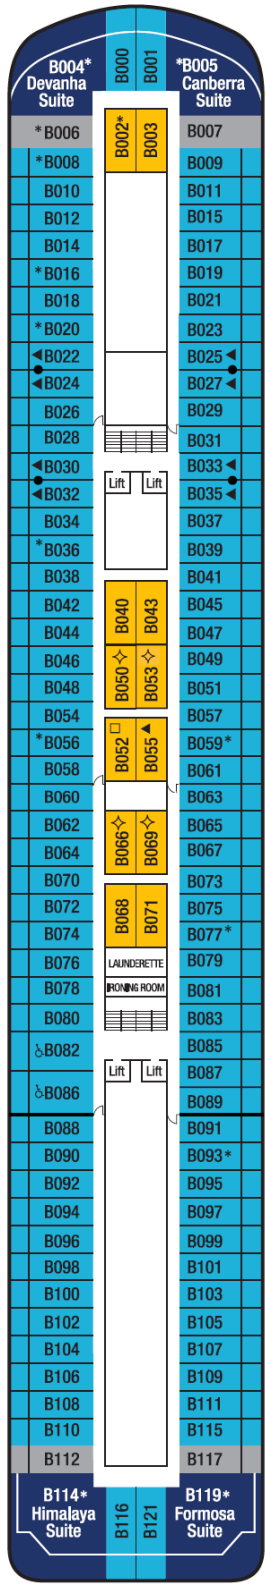 B000
B001
B004*
Devanha
Suite
*B005
Canberra
Suite
*B006
B002*
B003
B007
*B008
B009
B010
B011
B012
B015
B014
B017
*B016
B019
B018
B021
*B020
B023
B022
B025
B024
B027
B026
B029
B028
B031
B030
Lift
Lift
B033
B032
B035
B034
B037
*B036
B039
B038
B041
B042
B040
B043
B045
B044
B047
B046
B050
B053
B049
B048
B051
B054
B057
*B056
B052
B055
B059*
B058
B061
B060
B063
B062
B066
B069
B065
B064
B067
B070
B073
B072
B068
B071
B075
B074
B077*
B076
LAUNDERETTE
B079
B078
IRONING ROOM
B081
B080
B083
B082
B085
Lift
Lift
B087
B086
B089
B088
B091
B090
B093*
B092
B095
B094
B097
B096
B099
B098
B101
B100
B103
B102
B105
B104
B107
B106
B109
B108
B111
B110
B115
B112
B117
B114*
Himalaya
Suite
B116
B121
B119*
Formosa
Suite